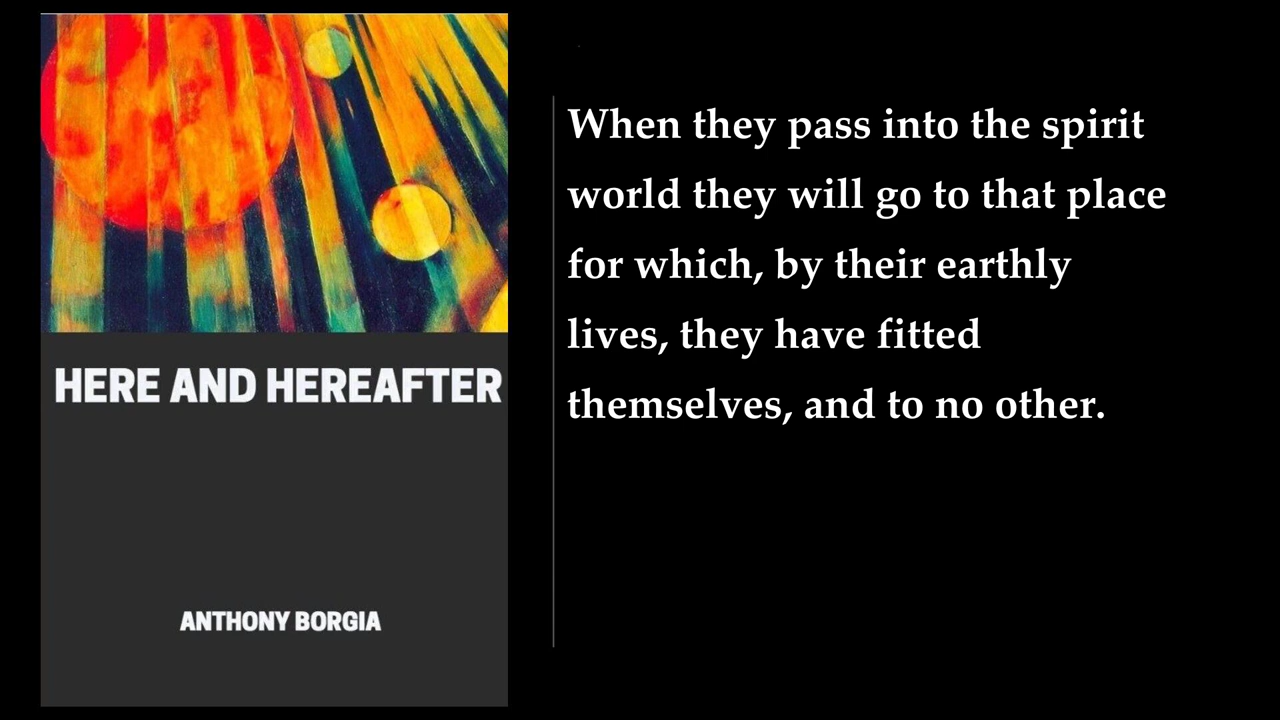 HERE AND HEREAFTER
ANTHONY BORGIA
When they pass into the spirit
world they will go to that place
for which, by their earthly
lives, they have fitted
themselves, and to no other.